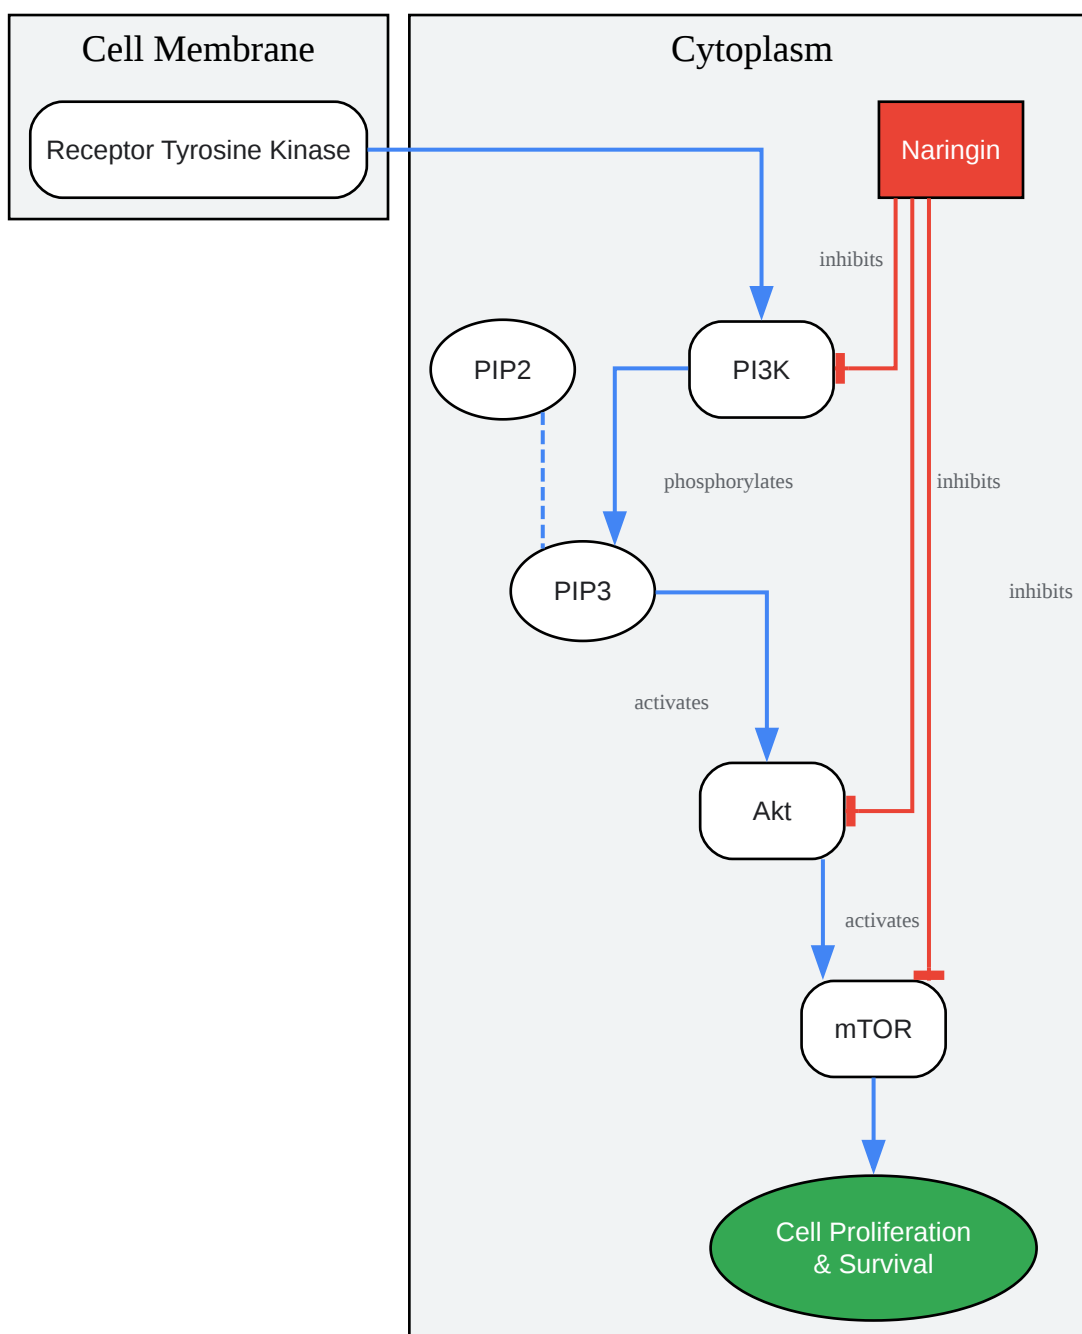 Cell Membrane
Cytoplasm
Receptor Tyrosine Kinase
Naringin
inhibits
PIP2
PI3K
phosphorylates
inhibits
PIP3
inhibits
activates
Akt
activates
mTOR
Cell Proliferation
& Survival